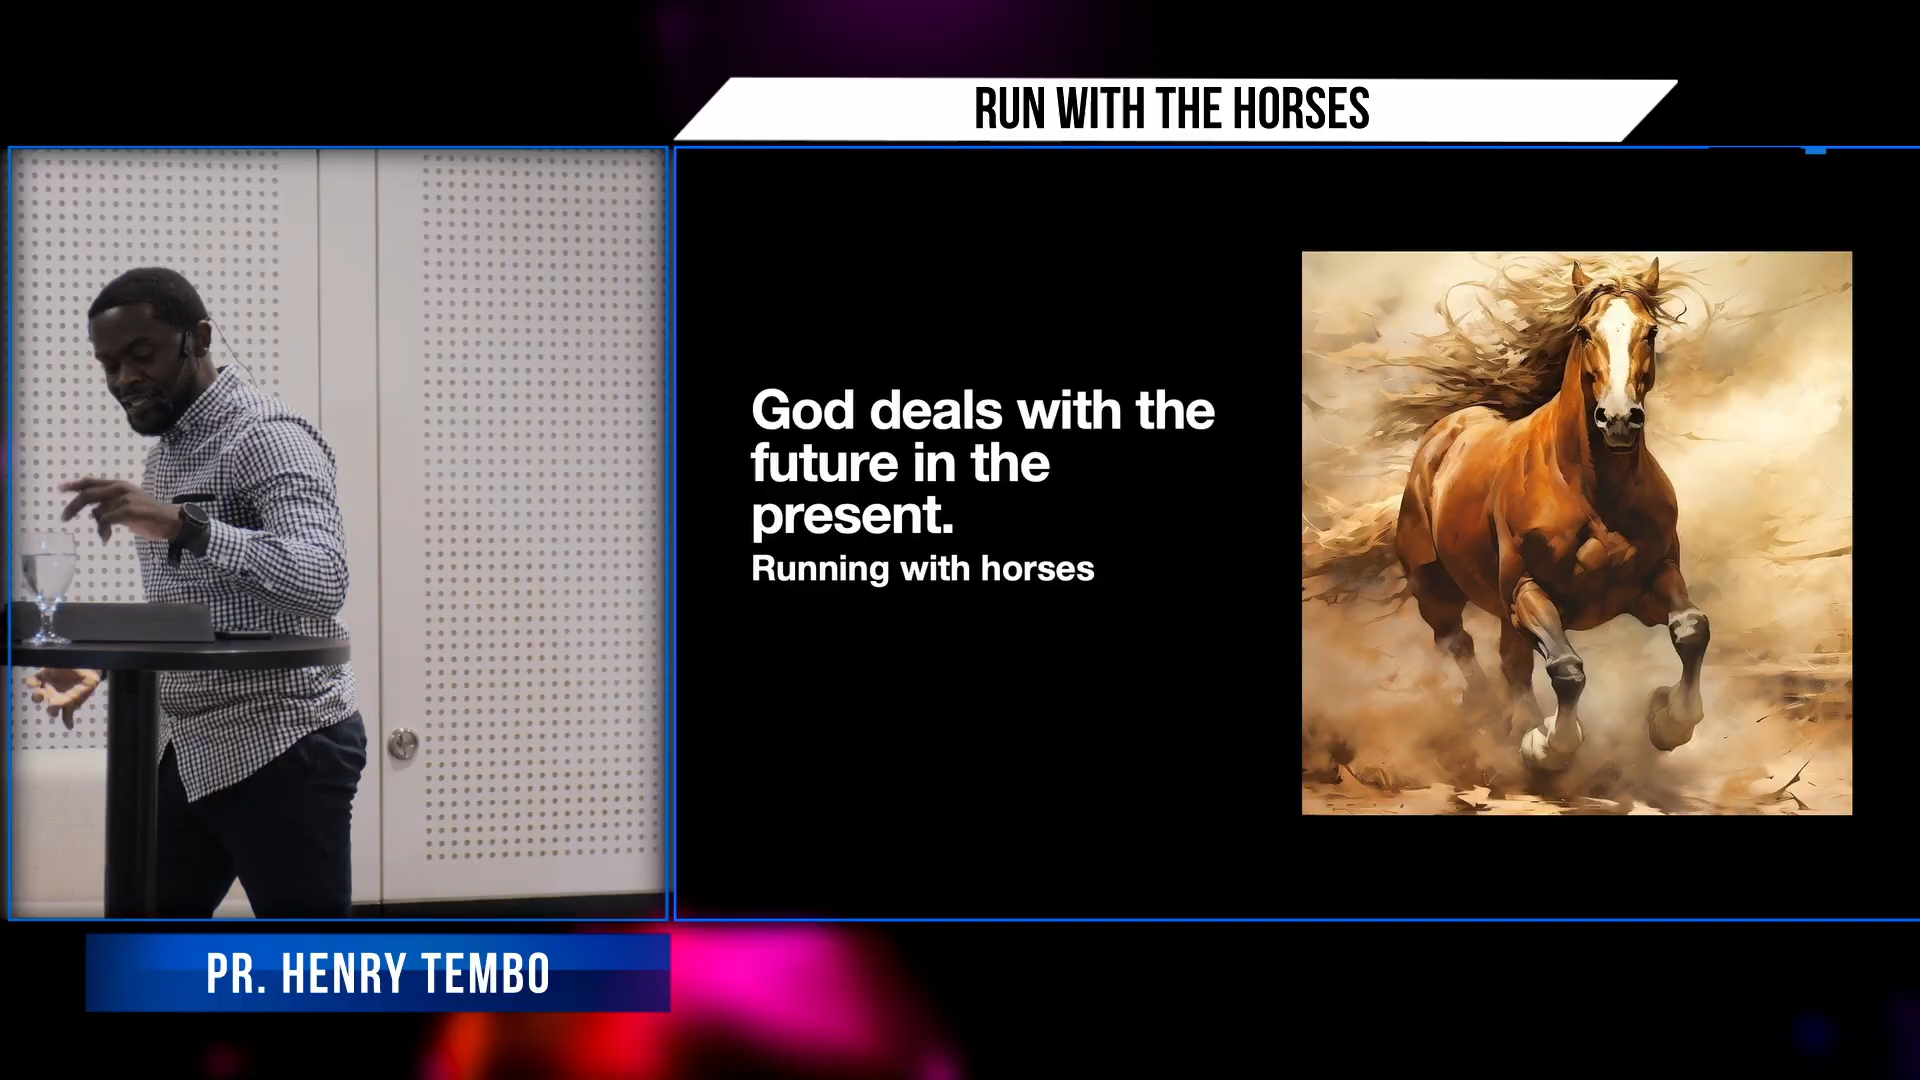 RUN WITH THE HORSES
God deals with the
future in the
present.
Running with horses
PR. HENRY TEMBO